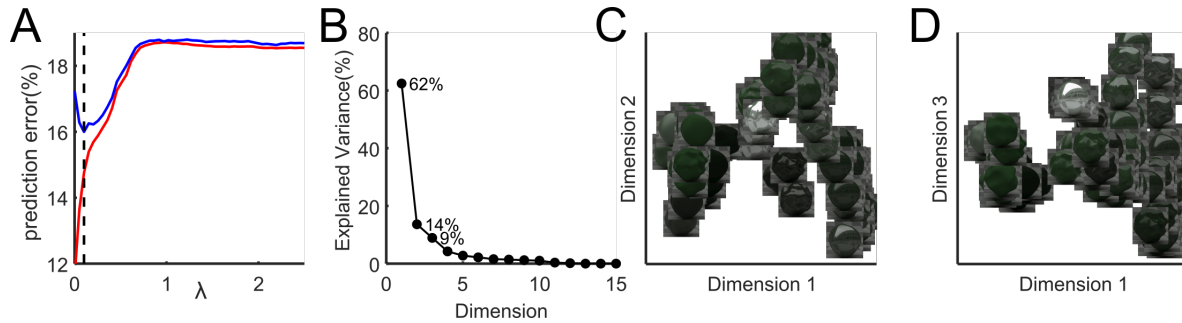 A
prediction error(%)
18
16
14
12
0
1
2
λ
B
Explained Variance(%)
80
60
40
20
0
62%
14%
9%
0
5
10
15
Dimension
C
Dimension 2
Dimension 1
D
Dimension 3
Dimension 1